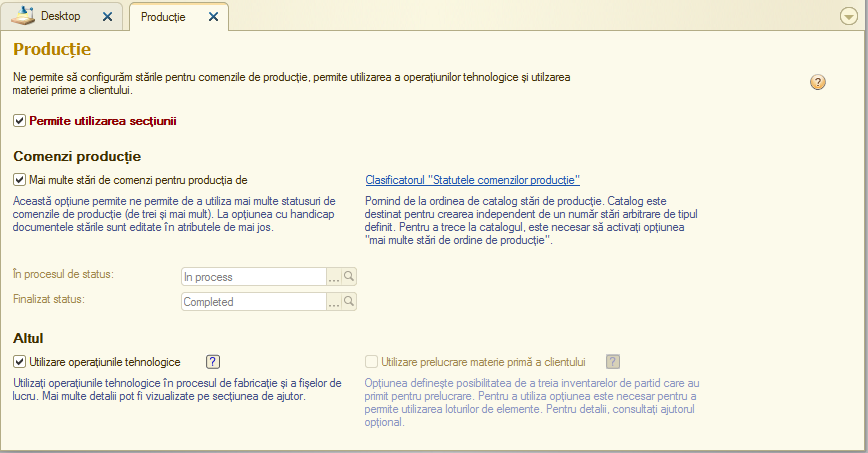 Desktop
Producție
Producție
Ne permite să configurăm stările pentru comenzile de producție, permite utilizarea a operațiunilor tehnologice și utilzarea
materiei prime a clientului.
?
Permite utilizarea secțiunii
Comenzi producție
Mai multe stări de comenzi pentru producția de
Această opțiune permite ne permite de a utiliza mai multe statusuri de
comenzile de producție (de trei și mai mult). La opțiunea cu handicap
documentele stările sunt editate în atributele de mai jos.
Clasificatorul "Statutele comenzilor producție"
Pornind de la ordinea de catalog stări de producție. Catalog este
destinat pentru crearea independent de un număr stări arbitrare de tipul
definit. Pentru a trece la catalogul, este necesar să activați opțiunea
"mai multe stări de ordine de producție".
În procesul de status:
In process
...
Finalizat status:
Completed
...
Altul
Utilizare operațiunile tehnologice
?
Utilizați operațiunile tehnologice în procesul de fabricație și a fișelor de
lucru. Mai multe detalii pot fi vizualizate pe secțiunea de ajutor.
Utilizare prelucrare materie primă a clientului
?
Opțiunea definește posibilitatea de a treia inventarelor de partid care au
primit pentru prelucrare. Pentru a utiliza opțiunea este necesar pentru a
permite utilizarea loturilor de elemente. Pentru detalii, consultați ajutorul
opțional.